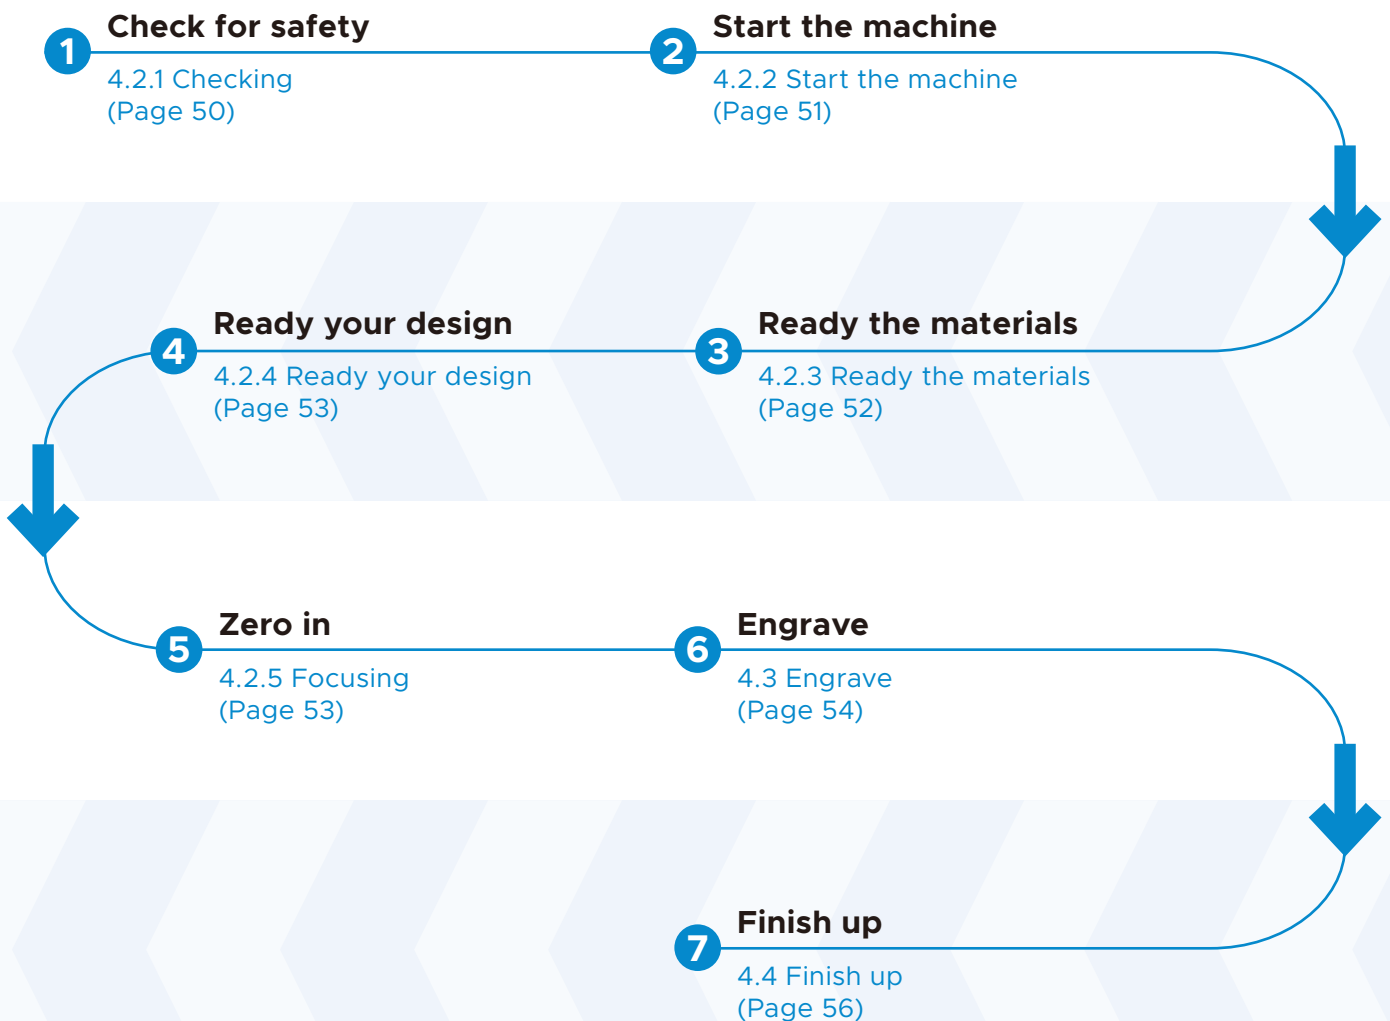 1
Check for safety
4.2.1 Checking
(Page 50)
2
Start the machine
4.2.2 Start the machine
(Page 51)
3
Ready the materials
4.2.3 Ready the materials
(Page 52)
4
Ready your design
4.2.4 Ready your design
(Page 53)
5
Zero in
4.2.5 Focusing
(Page 53)
6
Engrave
4.3 Engrave
(Page 54)
7
Finish up
4.4 Finish up
(Page 56)